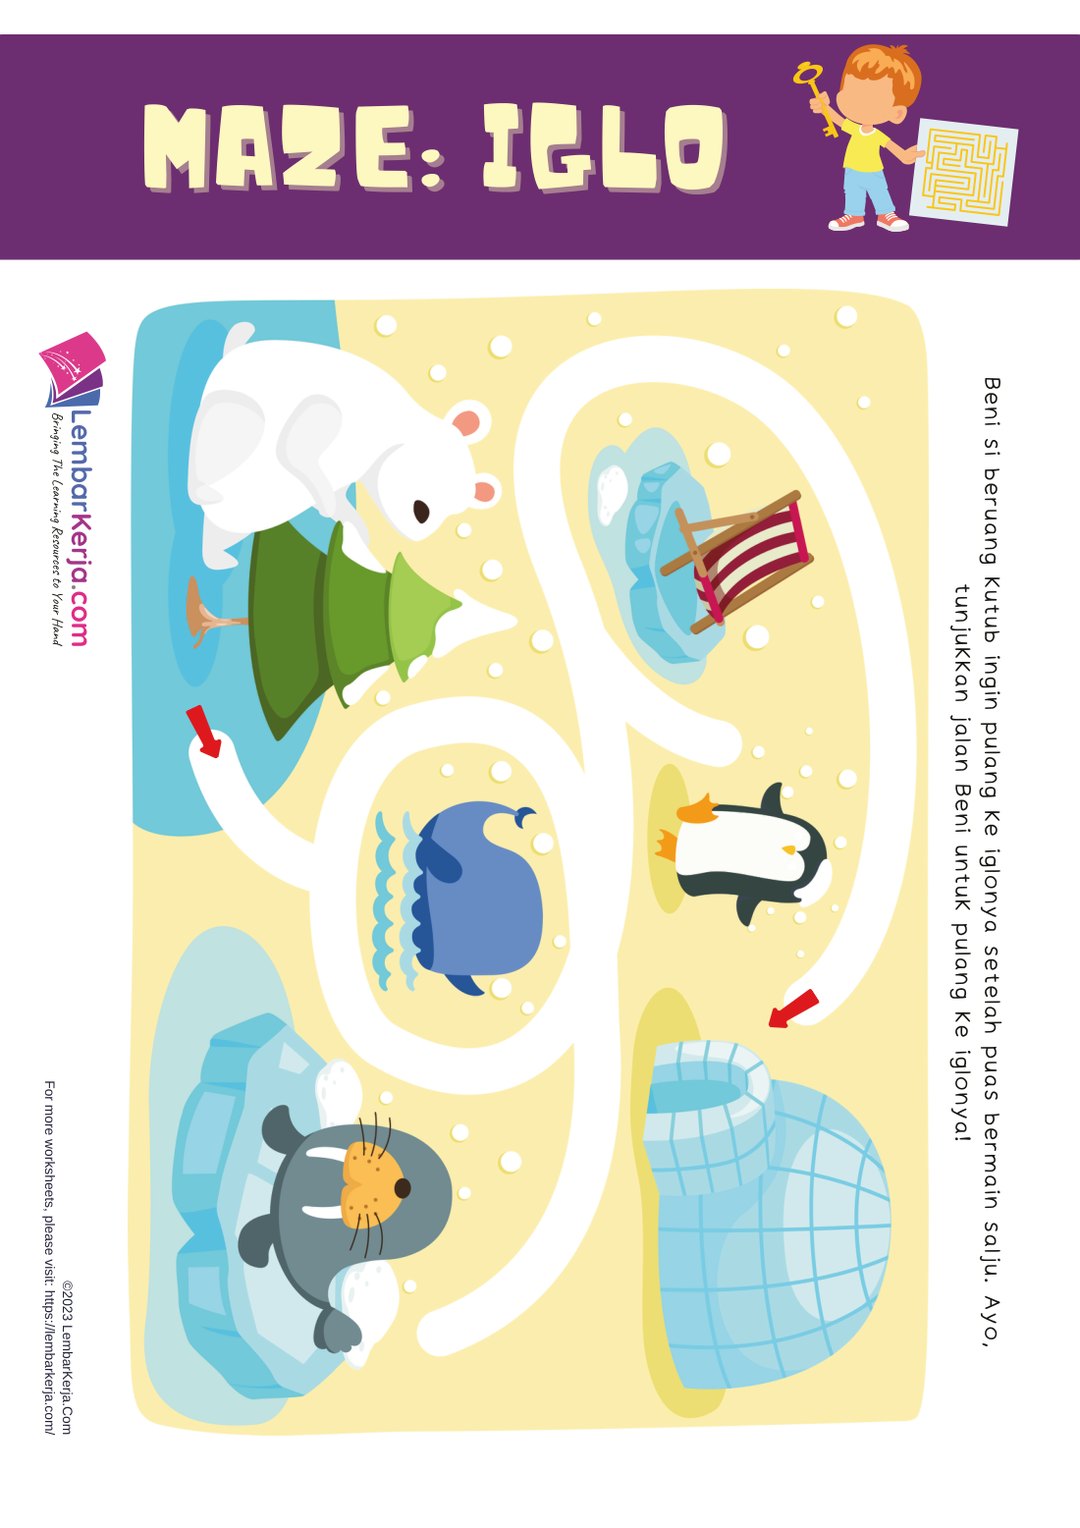 MAZE: IGLO
Beni si beruang Kutub ingin pulang Ke iglonya setelah puas bermain salju. Ayo,
tunjuKKan jalan Beni untuK pulang Ke iglonya!
LembarKerja.com
Bringing The Learning Resources to Your Hand
©2023 LembarKerja.Com
For more worksheets, please visit: https://lembarkerja.com/